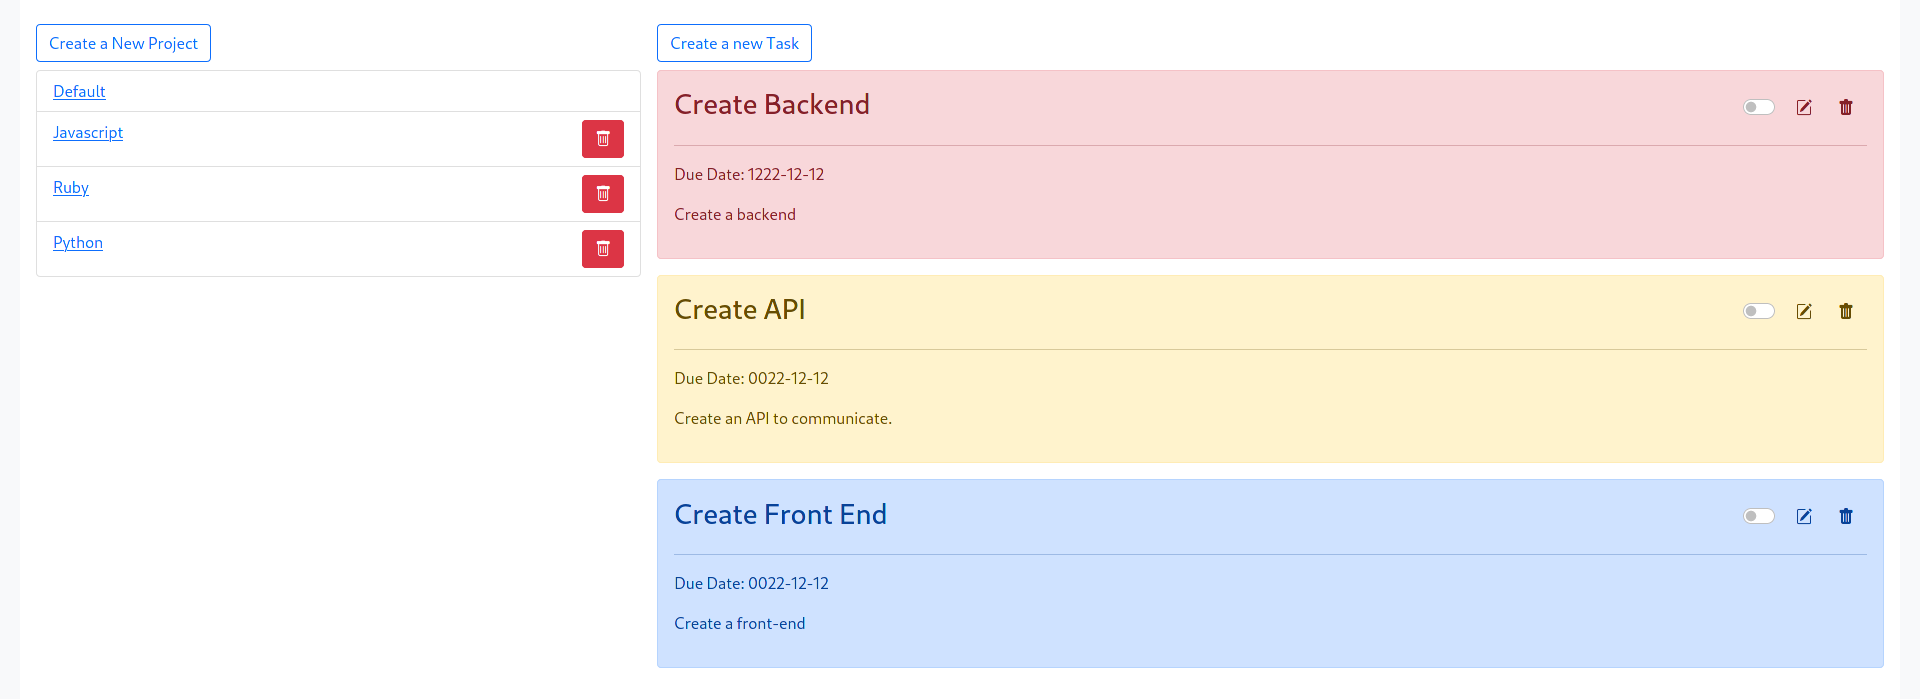 Create a New Project
Default
Javascript
Ruby
Python
Create a new Task
Create Backend
Due Date: 1222-12-12
Create a backend
Create API
Due Date: 0022-12-12
Create an API to communicate.
Create Front End
Due Date: 0022-12-12
Create a front-end